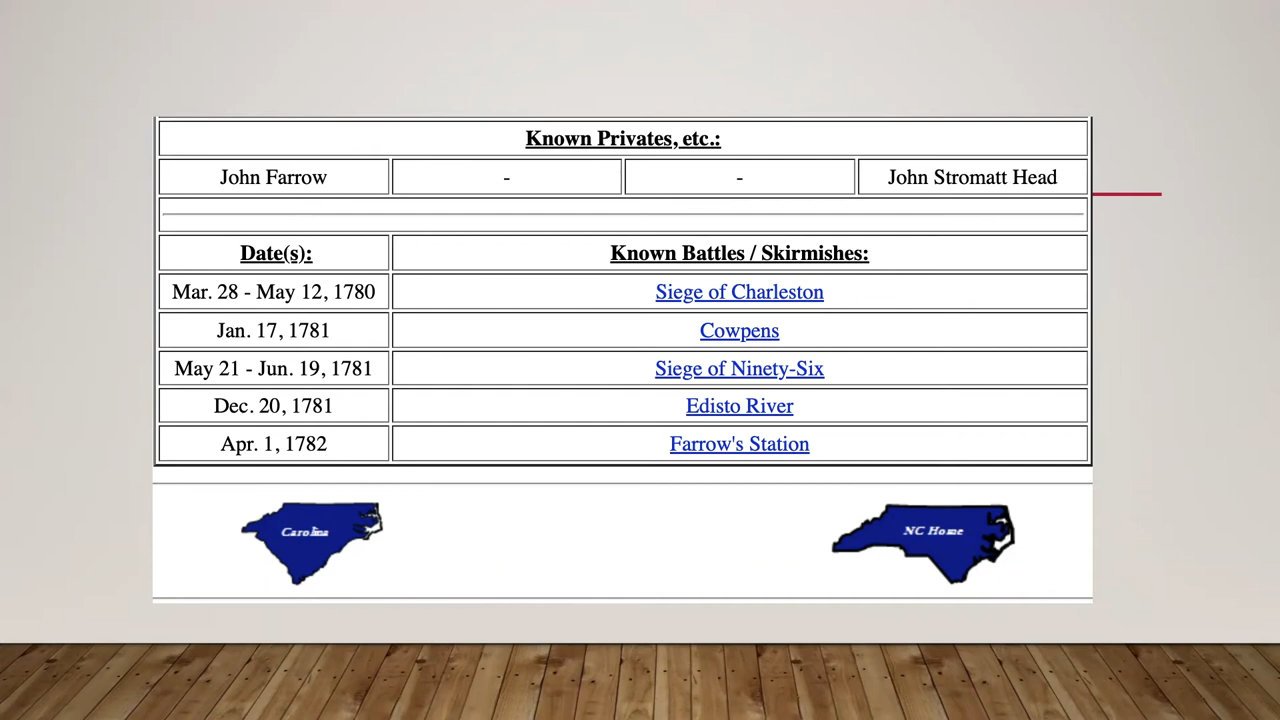 Known Privates, etc.:
John Farrow - - John Stromatt Head
Date(s): Known Battles / Skirmishes:
Mar. 28 - May 12, 1780 Siege of Charleston
Jan. 17, 1781 Cowpens
May 21 - Jun. 19, 1781 Siege of Ninety-Six
Dec. 20, 1781 Edisto River
Apr. 1, 1782 Farrow's Station
Carolina NC Home